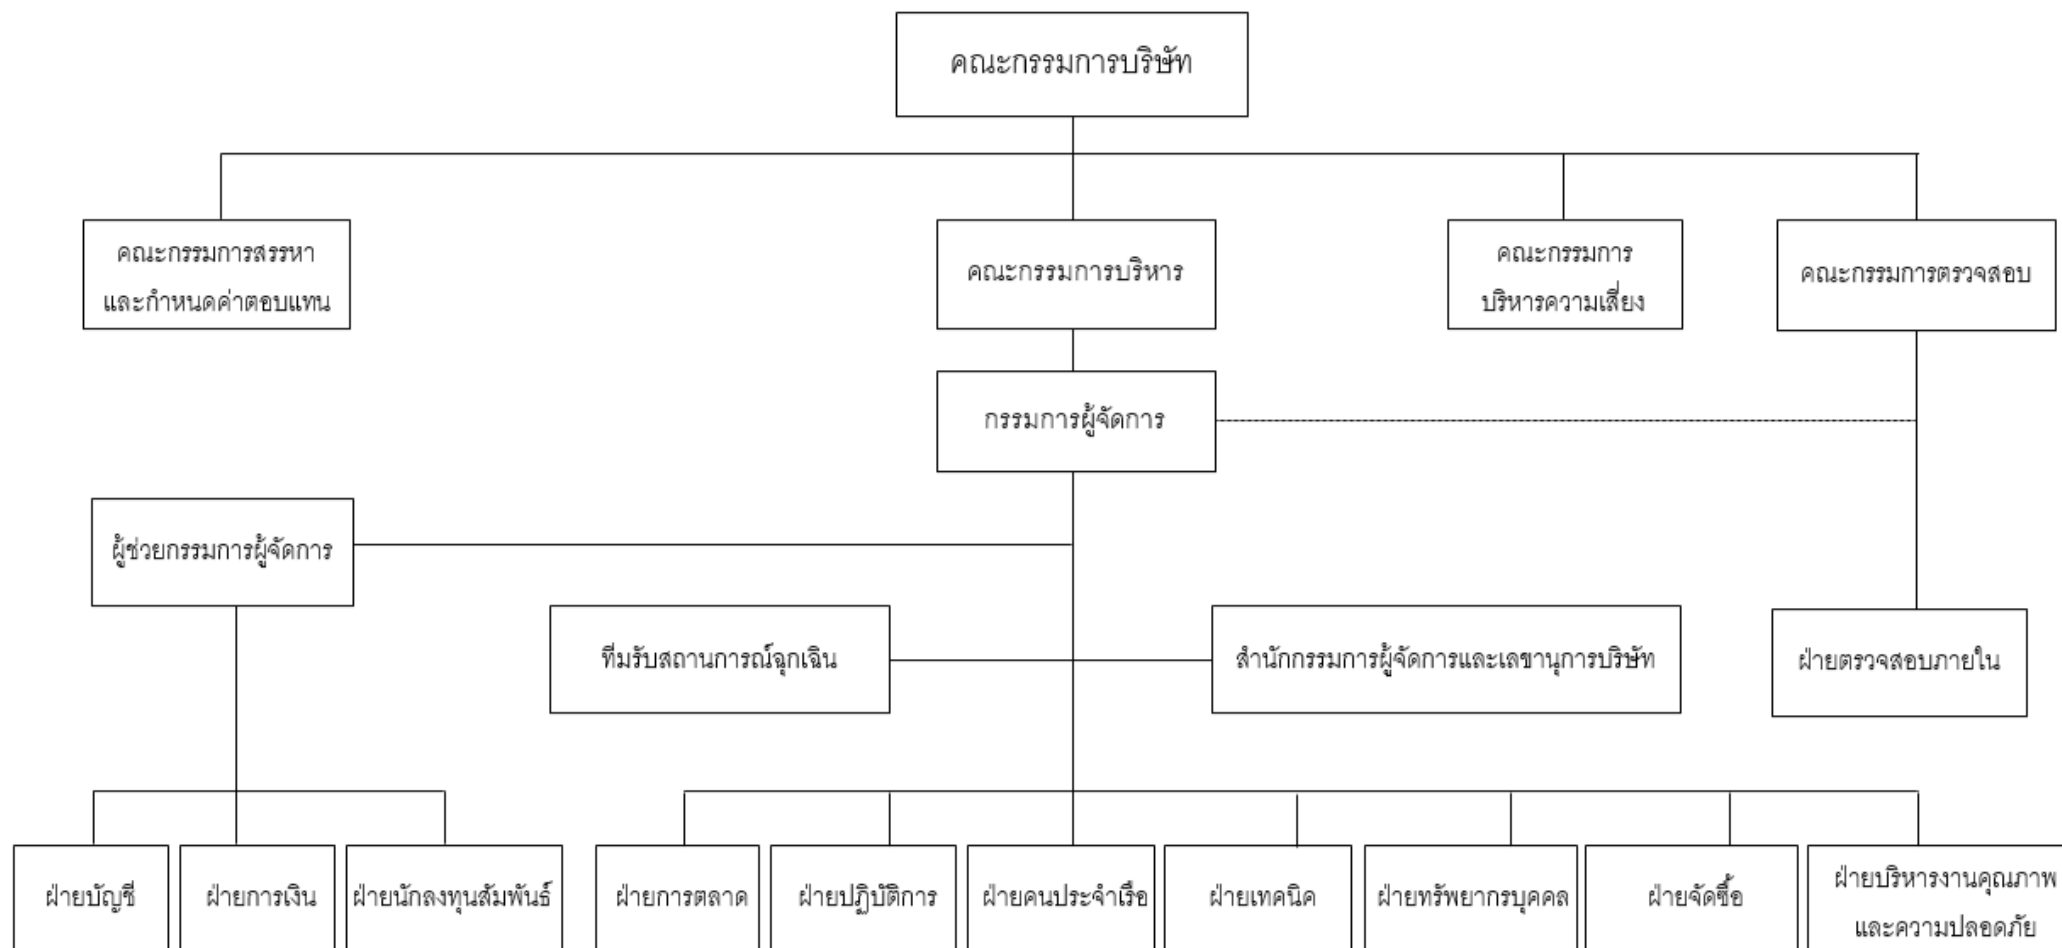 คณะกรรมการบริษัท
คณะกรรมการสรรหา
และกำหนดค่าตอบแทน
คณะกรรมการบริหาร
คณะกรรมการ
บริหารความเสี่ยง
คณะกรรมการตรวจสอบ
กรรมการผู้จัดการ
ผู้ช่วยกรรมการผู้จัดการ
ทีมรับสถานการณ์ฉุกเฉิน
สำนักกรรมการผู้จัดการและเลขานุการบริษัท
ฝ่ายตรวจสอบภายใน
ฝ่ายบัญชี
ฝ่ายการเงิน
ฝ่ายนักลงทุนสัมพันธ์
ฝ่ายการตลาด
ฝ่ายปฏิบัติการ
ฝ่ายคนประจำเรือ
ฝ่ายเทคนิค
ฝ่ายทรัพยากรบุคคล
ฝ่ายจัดซื้อ
ฝ่ายบริหารงานคุณภาพ
และความปลอดภัย